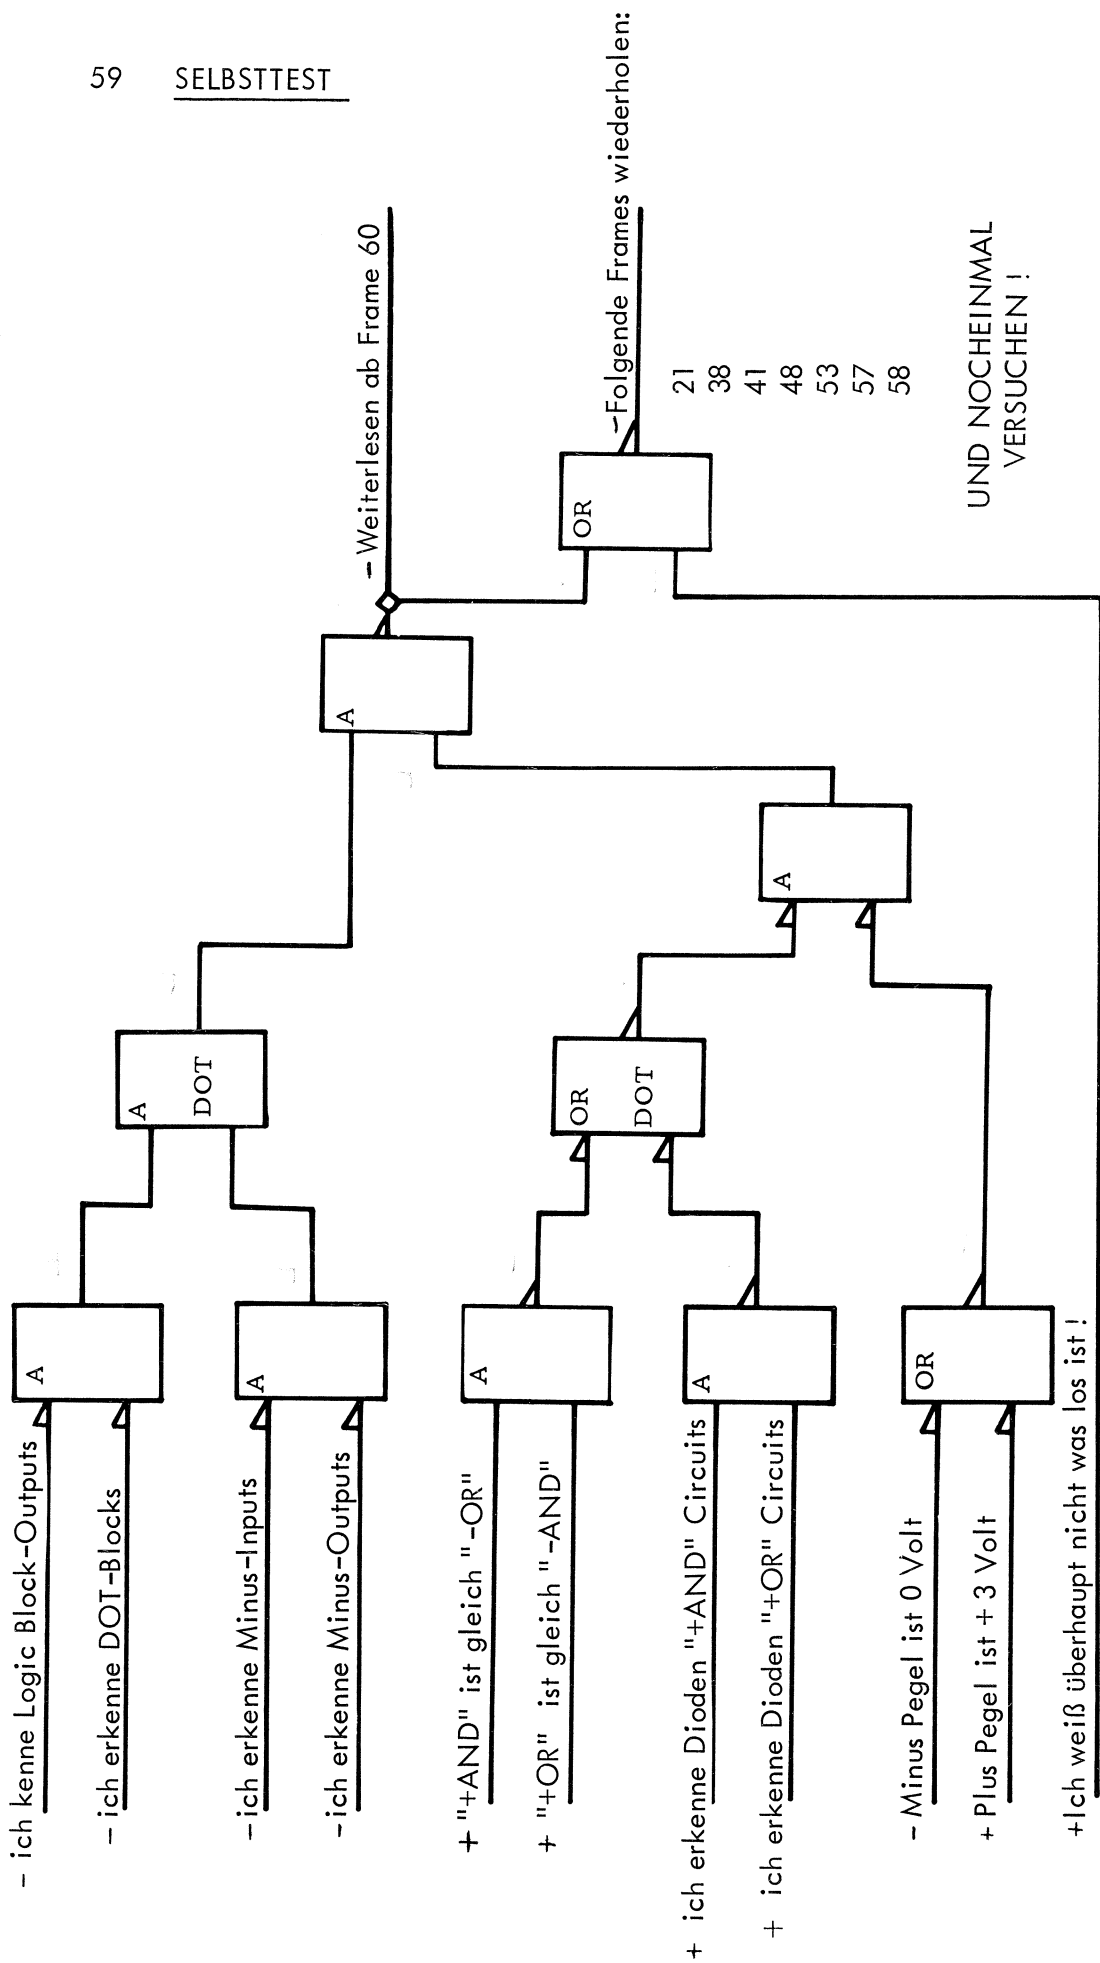 59 SELBSTTEST
- ich kenne Logic Block-Outputs
- ich erkenne DOT-Blocks
- ich erkenne Minus-Inputs
- ich erkenne Minus-Outputs
+ "+AND" ist gleich "-OR"
+ "+OR" ist gleich "-AND"
+ ich erkenne Dioden "+AND" Circuits
+ ich erkenne Dioden "+OR" Circuits
- Minus Pegel ist 0 Volt
+ Plus Pegel ist + 3 Volt
+Ich weiß überhaupt nicht was los ist !
A
A
A
A
OR
A
DOT
OR
DOT
A
A
OR
- Weiterlesen ab Frame 60
-Folgende Frames wiederholen:
21
38
41
48
53
57
58
UND NOCHEINMAL
VERSUCHEN !